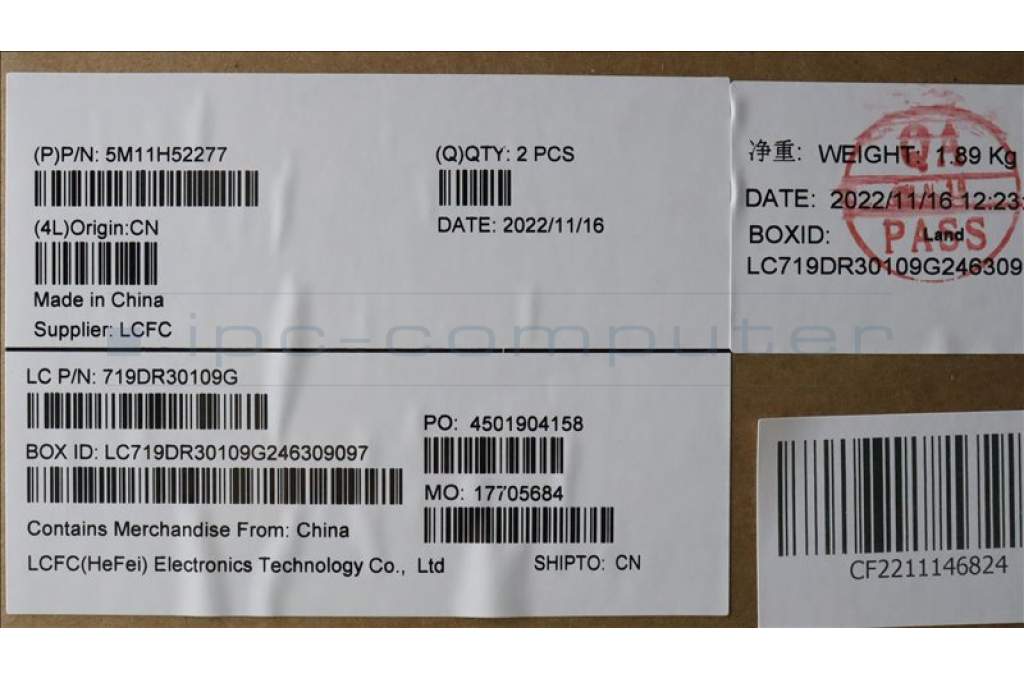 (P)P/N: 5M11H52277
(Q)QTY: 2 PCS
(4L)Origin:CN
DATE: 2022/11/16
Made in China
Supplier: LCFC
净重: WEIGHT: 1.89 Kg
DATE: 2022/11/16 12:23:
BOXID: Land
LC719DR30109G246309
QA
PASS
ipc-computer
LC P/N: 719DR30109G
PO: 4501904158
BOX ID: LC719DR30109G246309097
MO: 17705684
Contains Merchandise From: China
LCFC(HeFei) Electronics Technology Co., Ltd
SHIPTO: CN
CF2211146824